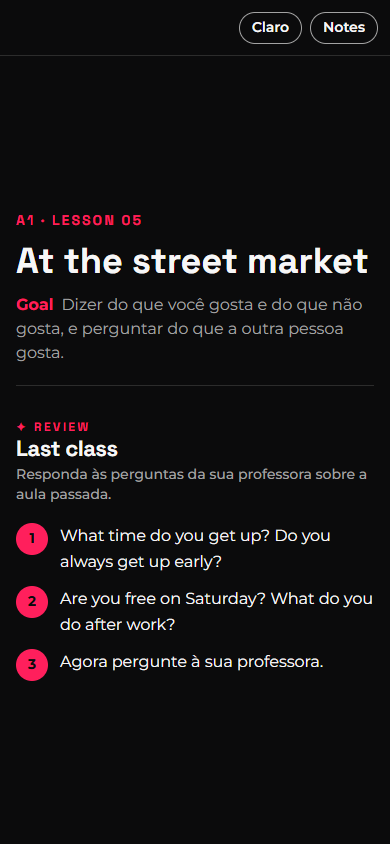 Claro
Notes
A1 · LESSON 05
At the street market
Goal Dizer do que você gosta e do que não
gosta, e perguntar do que a outra pessoa
gosta.
✦ REVIEW
Last class
Responda às perguntas da sua professora sobre a
aula passada.
1 What time do you get up? Do you
always get up early?
2 Are you free on Saturday? What do you
do after work?
3 Agora pergunte à sua professora.